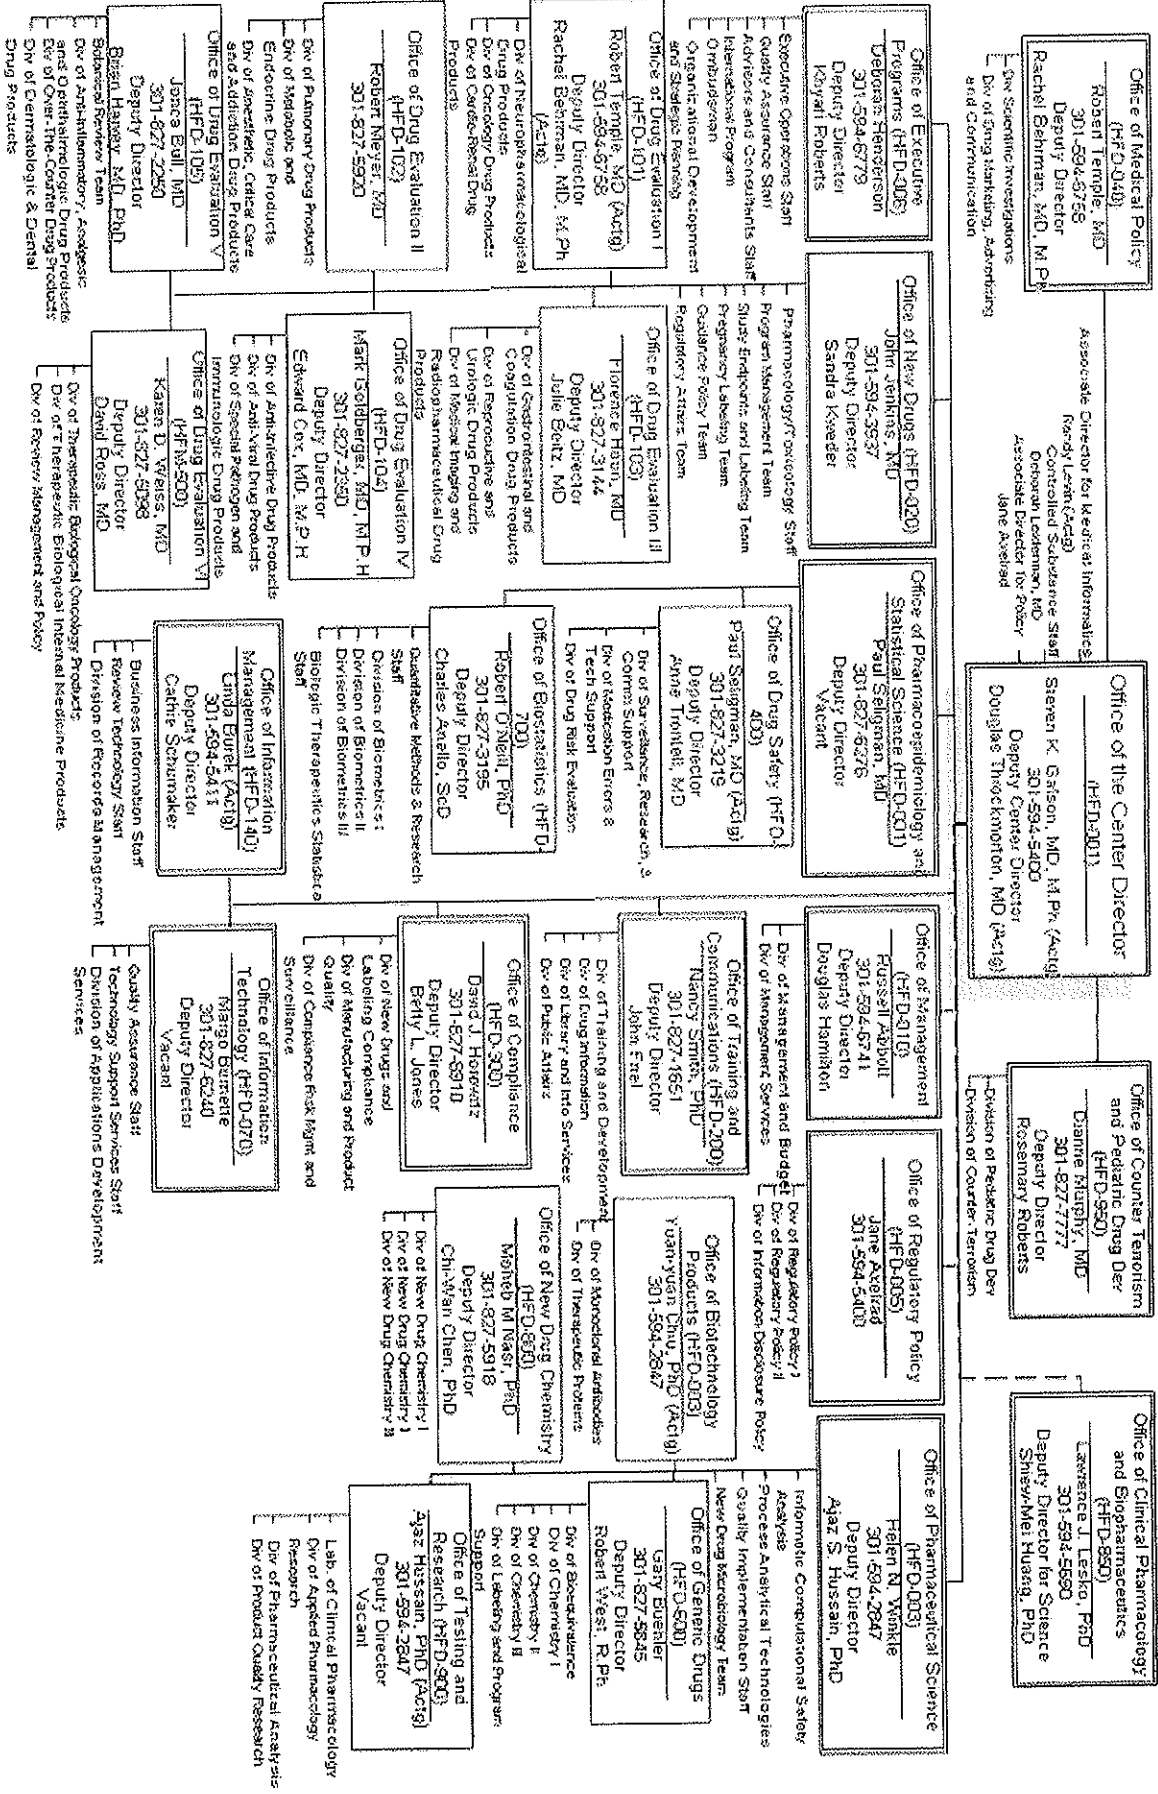 Office of Medical Policy
(HFD-040)
Robert Temple, MD
301-594-6758
Deputy Director
Rachel Behrman, MD, M.Ph
Div Scientific Investigations
Div of Drug Marketing, Advertizing
and Communication
Associate Director for Medical Informatics
Randy Levin (Actg)
Controlled Substance Staff
Deborah Leiderman, MD
Associate Director for Policy
Jane Axelrad
Office of the Center Director
(HFD-001)
Steven K. Galson, MD, M.Ph. (Actg)
301-594-5400
Deputy Center Director
Douglas Throckmorton, MD (Actg)
Office of Counter Terrorism
and Pediatric Drug Dev
(HFD-950)
Dianne Murphy, MD
301-827-7777
Deputy Director
Rosemary Roberts
Division of Pediatric Drug Dev
Division of Counter-Terrorism
Office of Clinical Pharmacology
and Biopharmaceutics
(HFD-850)
Lawrence J. Lesko, PhD
301-594-5690
Deputy Director for Science
Shiew-Mei Huang, PhD
Office of Executive
Programs (HFD-006)
Debra Henderson
301-594-6779
Deputy Director
Khyati Roberts
Executive Operations Staff
Quality Assurance Staff
Advisors and Consultants Staff
International Program
Ombudsman
Organizational Development
and Strategic Planning
Office of New Drugs (HFD-020)
John Jenkins, MD
301-594-3937
Deputy Director
Sandra Kweder
Pharmacology/Toxicology Staff
Program Management Team
Study Endpoints and Labeling Team
Pregnancy Labeling Team
Guidance Policy Team
Regulatory Affairs Team
Office of Pharmacoepidemiology and
Statistical Science (HFD-001)
Paul Seligman, MD
301-827-6276
Deputy Director
Vacant
Office of Management
(HFD-010)
Russell Abbott
301-594-6741
Deputy Director
Douglas Hamilton
Div of Management and Budget
Div of Management Services
Office of Regulatory Policy
(HFD-005)
Jane Axelrad
301-594-5400
Div of Regulatory Policy I
Div of Regulatory Policy II
Div of Information Disclosure Policy
Office of Pharmaceutical Science
(HFD-003)
Helen N. Winkle
301-594-2847
Deputy Director
Ajaz S. Hussain, PhD
Informatic Computational Safety
Analysis
Process Analytical Technologies
Quality Implementation Staff
New Drug Microbiology Team
Office of Drug Evaluation I
(HFD-101)
Robert Temple, MD (Actg)
301-594-6758
Deputy Director
Rachel Behrman, MD, M.Ph
(Actg)
Div of Neuropharmacological
Drug Products
Div of Oncology Drug Products
Div of Cardio-Renal Drug
Products
Office of Drug Evaluation III
(HFD-103)
Florence Houn, MD
301-827-3144
Deputy Director
Julie Beitz, MD
Div of Gastrointestinal and
Coagulation Drug Products
Div of Reproductive and
Urologic Drug Products
Div of Medical Imaging and
Radiopharmaceutical Drug
Products
Office of Drug Safety (HFD-
400)
Paul Seligman, MD (Actg)
301-827-3219
Deputy Director
Anne Trontell, MD
Div of Surveillance, Research, &
Comm Support
Div of Medication Errors &
Tech Support
Div of Drug Risk Evaluation
Office of Training and
Communications (HFD-200)
Nancy Smith, PhD
301-827-1651
Deputy Director
John Friel
Div of Training and Development
Div of Drug Information
Div of Library and Info Services
Div of Public Affairs
Office of Biotechnology
Products (HFD-003)
Yuan-yuan Chiu, PhD (Actg)
301-594-2847
Div of Monoclonal Antibodies
Div of Therapeutic Proteins
Office of Generic Drugs
(HFD-600)
Gary Buehler
301-827-5845
Deputy Director
Robert West, R.Ph
Div of Bioequivalence
Div of Chemistry I
Div of Chemistry II
Div of Chemistry III
Div of Labeling and Program
Support
Office of Drug Evaluation II
(HFD-102)
Robert Meyer, MD
301-827-5920
Div of Pulmonary Drug Products
Div of Metabolic and
Endocrine Drug Products
Div of Anesthetic, Critical Care
and Addiction Drug Products
Office of Drug Evaluation IV
(HFD-104)
Mark Goldberger, MD, M.P.H
301-827-2350
Deputy Director
Edward Cox, MD, M.P.H
Div of Anti-Infective Drug Products
Div of Anti-Viral Drug Products
Div of Special Pathogen and
Immunologic Drug Products
Office of Biostatistics (HFD-
700)
Robert O'Neill, PhD
301-827-3195
Deputy Director
Charles Anello, ScD
Quantitative Methods & Research
Staff
Division of Biometrics I
Division of Biometrics II
Division of Biometrics III
Biologic Therapeutics Statistical
Staff
Office of Compliance
(HFD-300)
David J. Horowitz
301-827-8910
Deputy Director
Betty L. Jones
Div of New Drugs and
Labeling Compliance
Div of Manufacturing and Product
Quality
Div of Compliance Risk Mgmt and
Surveillance
Office of New Drug Chemistry
(HFD-800)
Moheb M Nasr, PhD
301-827-5918
Deputy Director
Chi-Wan Chen, PhD
Div of New Drug Chemistry I
Div of New Drug Chemistry II
Div of New Drug Chemistry III
Office of Testing and
Research (HFD-900)
Ajaz Hussain, PhD (Actg)
301-594-2847
Deputy Director
Vacant
Lab. of Clinical Pharmacology
Div of Applied Pharmacology
Research
Div of Pharmaceutical Analysis
Div of Product Quality Research
Office of Drug Evaluation V
(HFD-105)
Jonca Bull, MD
301-827-2250
Deputy Director
Brian Harvey, MD, PhD
Botanical Review Team
Div of Anti-Inflammatory, Analgesic
and Ophthalmologic Drug Products
Div of Over-The-Counter Drug Products
Div of Dermatologic & Dental
Drug Products
Office of Drug Evaluation VI
(HFM-500)
Karen D. Weiss, MD
301-827-5098
Deputy Director
David Ross, MD
Div of Therapeutic Biological Oncology Products
Div of Therapeutic Biological Internal Medicine Products
Div of Review Management and Policy
Office of Information
Management (HFD-140)
Linda Burek (Actg)
301-594-5411
Deputy Director
Cathie Schumaker
Business Information Staff
Review Technology Staff
Division of Records Management
Office of Information
Technology (HFD-070)
Margo Burnette
301-827-6240
Deputy Director
Vacant
Quality Assurance Staff
Technology Support Services Staff
Division of Applications Development
Services